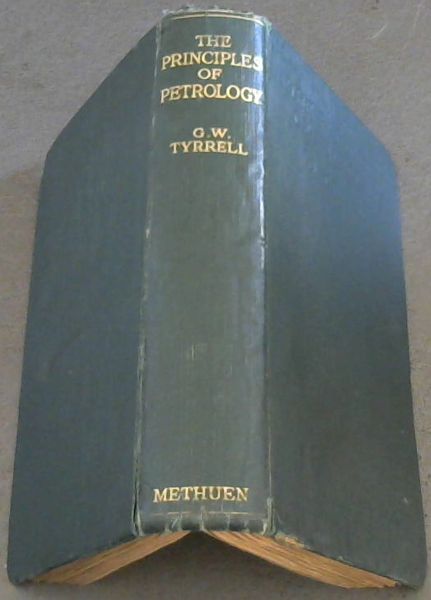 THE
PRINCIPLES
OF
PETROLOGY
G.W.
TYRRELL
METHUEN